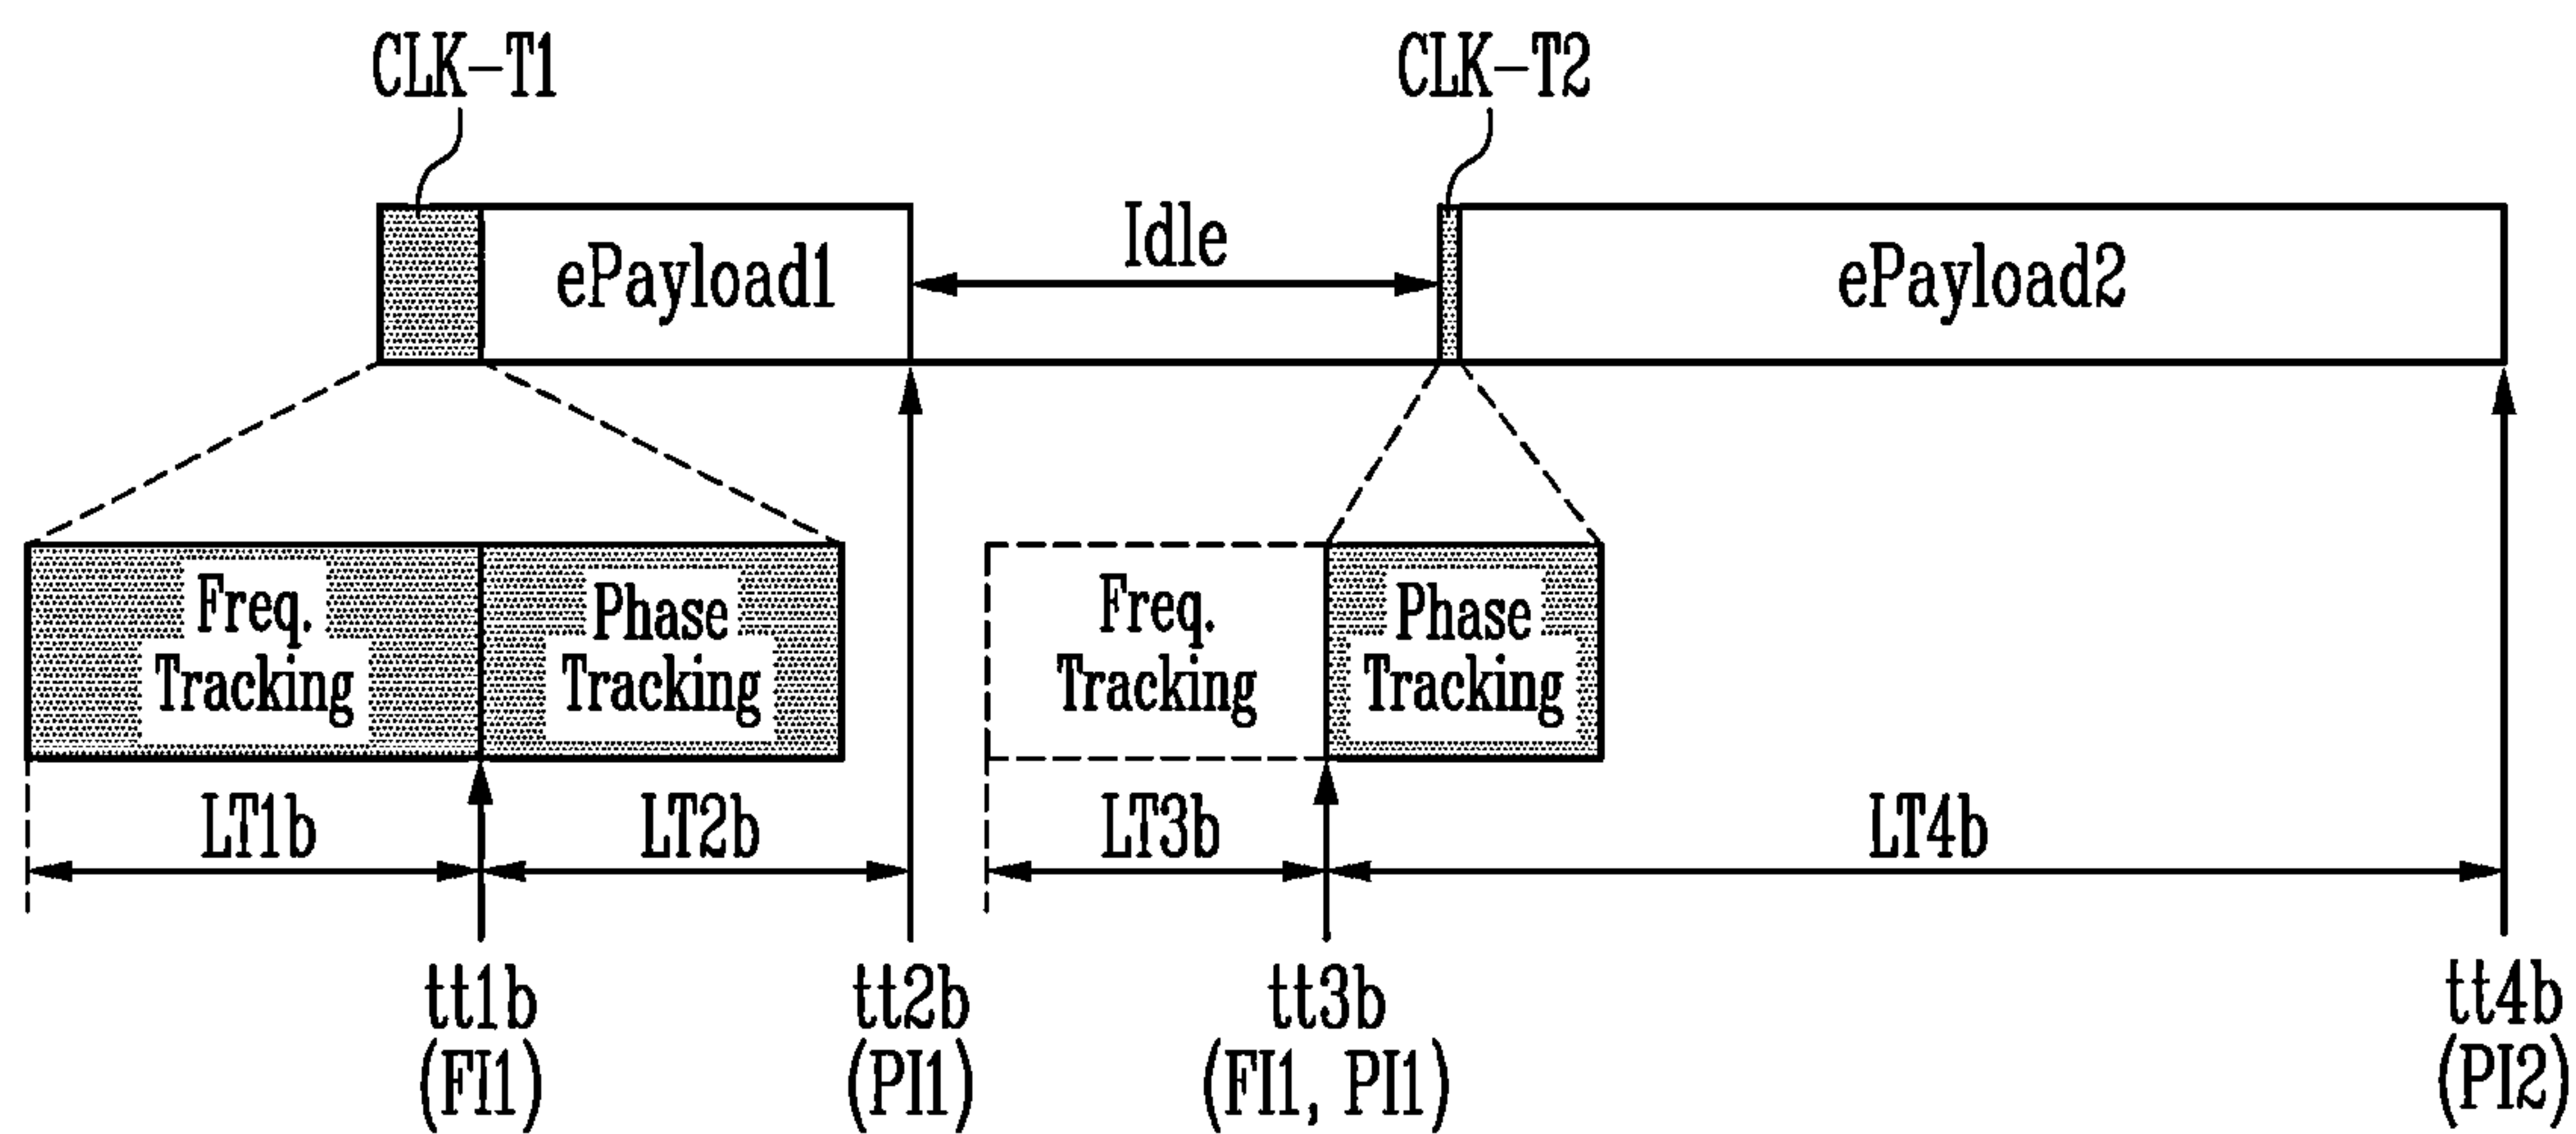 CLK-T1
CLK-T2
ePayload1
Idle
ePayload2
Freq.
Tracking
Phase
Tracking
Freq.
Tracking
Phase
Tracking
LT1b
LT2b
LT3b
LT4b
tt1b
(FI1)
tt2b
(PI1)
tt3b
(FI1, PI1)
tt4b
(PI2)